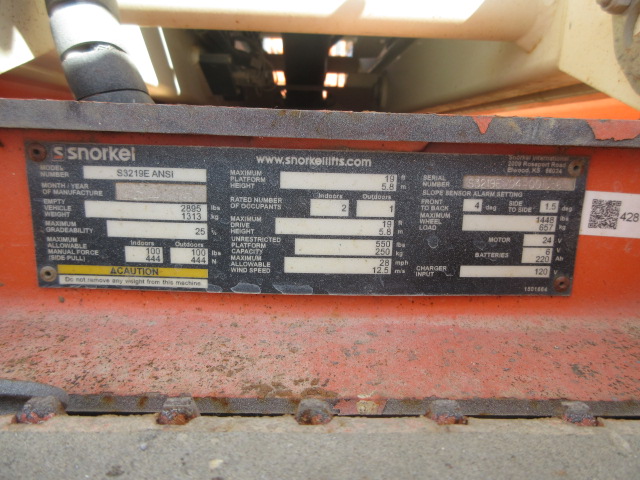 snorkel
MODEL NUMBER S3219E ANSI
MONTH / YEAR OF MANUFACTURE
EMPTY VEHICLE WEIGHT 2895 lbs
1313 kg
MAXIMUM GRADEABILITY 25 %
Indoors Outdoors
MAXIMUM ALLOWABLE MANUAL FORCE (SIDE PULL) 100 100 lbs
444 444 N
CAUTION
Do not remove any weight from this machine.
www.snorkellifts.com
MAXIMUM PLATFORM HEIGHT 19 ft
5.8 m
Indoors Outdoors
RATED NUMBER OF OCCUPANTS 2 1
MAXIMUM DRIVE HEIGHT 19 ft
5.8 m
UNRESTRICTED PLATFORM CAPACITY 550 lbs
250 kg
MAXIMUM ALLOWABLE WIND SPEED 28 mph
12.5 m/s
Snorkel International
Elwood, KS 66024
SERIAL NUMBER
SLOPE SENSOR ALARM SETTING
FRONT TO BACK 4 deg SIDE TO SIDE 1.5 deg
MAXIMUM WHEEL LOAD 1448 lbs
657 kg
MOTOR 24 V
BATTERIES 6 V
220 Ah
CHARGER INPUT 120 V
428